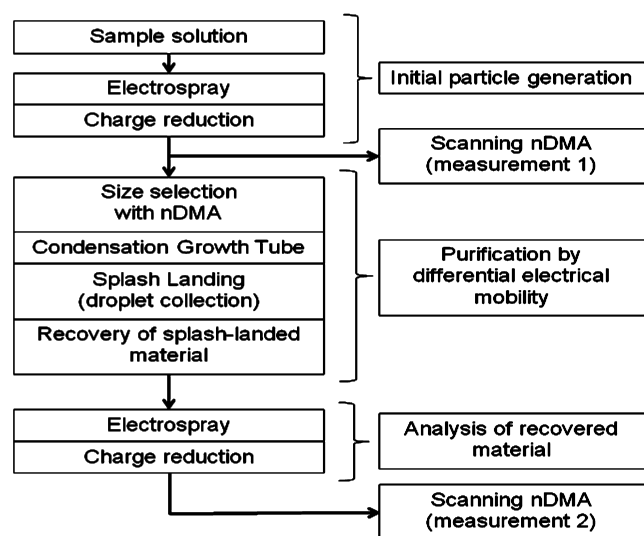 Sample solution
Electrospray
Charge reduction
Initial particle generation
Scanning nDMA
(measurement 1)
Size selection
with nDMA
Condensation Growth Tube
Splash Landing
(droplet collection)
Recovery of splash-landed
material
Purification by
differential electrical
mobility
Electrospray
Charge reduction
Analysis of recovered
material
Scanning nDMA
(measurement 2)